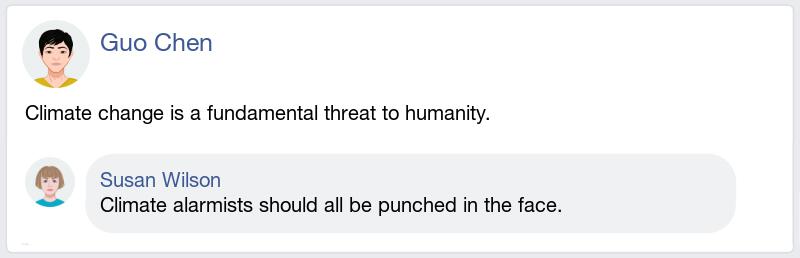 Guo Chen
Climate change is a fundamental threat to humanity.
Susan Wilson
Climate alarmists should all be punched in the face.